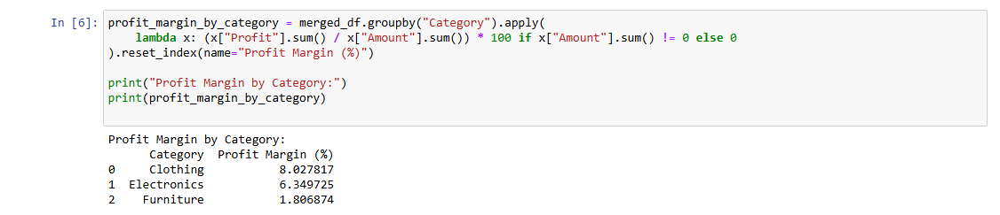 In [6]: profit_margin_by_category = merged_df.groupby("Category").apply(
    lambda x: (x["Profit"].sum() / x["Amount"].sum()) * 100 if x["Amount"].sum() != 0 else 0
).reset_index(name="Profit Margin (%)")

print("Profit Margin by Category:")
print(profit_margin_by_category)

Profit Margin by Category:
      Category  Profit Margin (%)
0     Clothing           8.027817
1  Electronics           6.349725
2    Furniture           1.806874